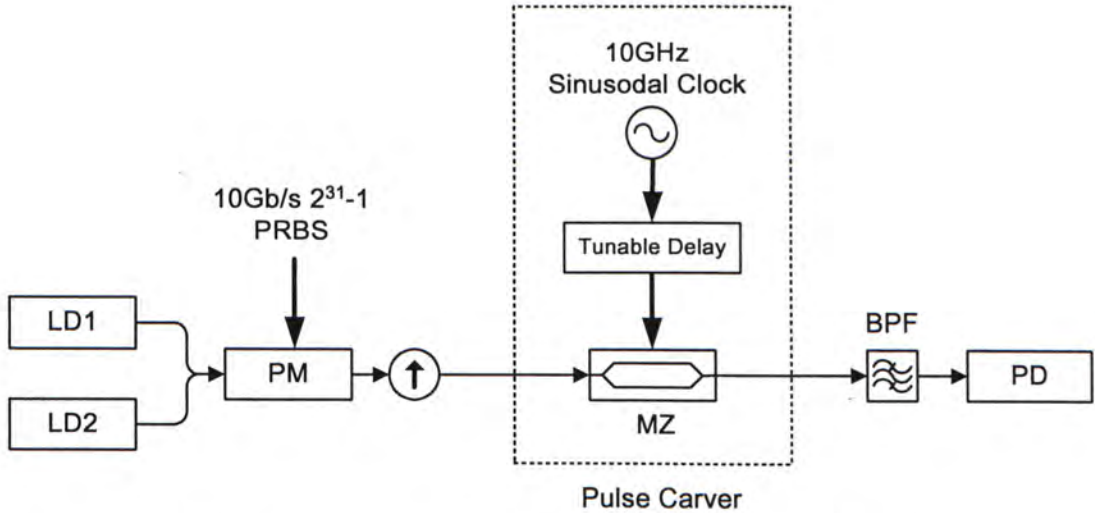 10GHz
Sinusodal Clock
10Gb/s 2³¹-1
PRBS
Tunable Delay
LD1
LD2
PM
MZ
BPF
PD
Pulse Carver